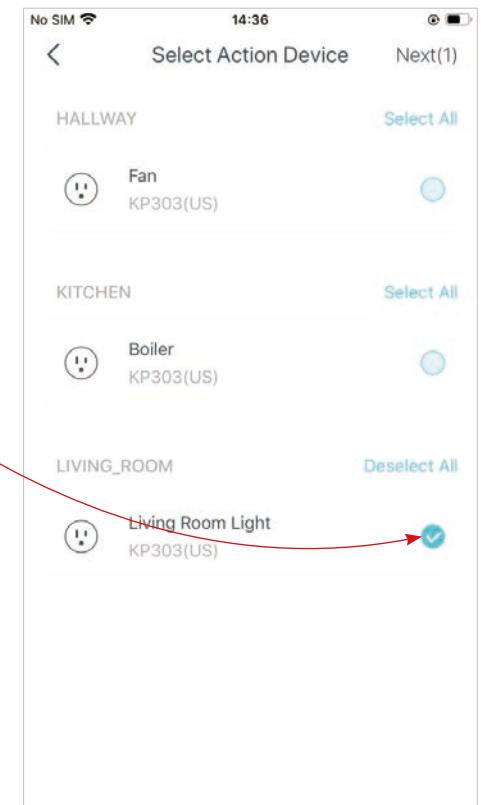 No SIM 14:36
Select Action Device Next(1)
HALLWAY Select All
Fan
KP303(US)
KITCHEN Select All
Boiler
KP303(US)
LIVING_ROOM Deselect All
Living Room Light
KP303(US)